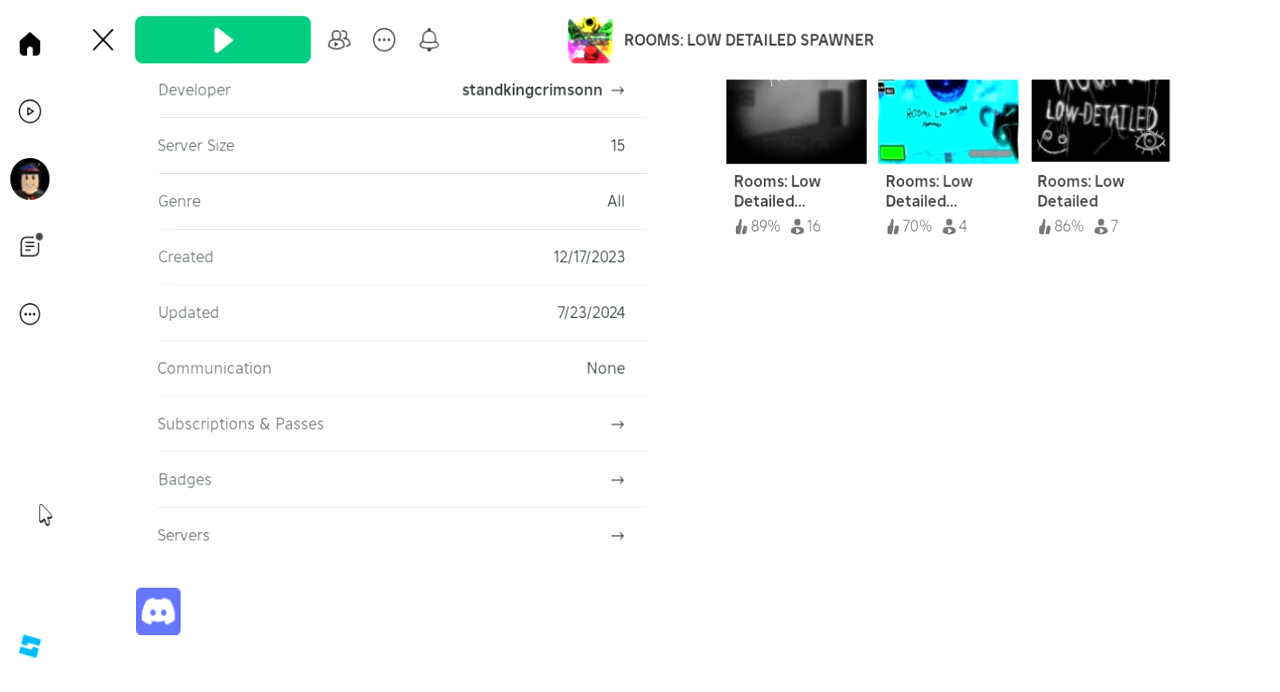 ROOMS: LOW DETAILED SPAWNER
Developer
standkingcrimsonn →
Server Size
15
Genre
All
Created
12/17/2023
Updated
7/23/2024
Communication
None
Subscriptions & Passes →
Badges →
Servers →
LOW-DETAILED
Rooms: Low
Detailed...
89% 16
Rooms: Low
Detailed...
70% 4
Rooms: Low
Detailed
86% 7